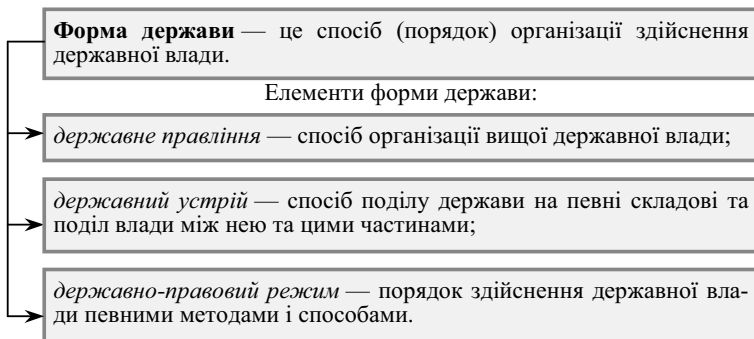 Форма держави — це спосіб (порядок) організації здійснення
державної влади.
Елементи форми держави:
державне правління — спосіб організації вищої державної влади;
державний устрій — спосіб поділу держави на певні складові та
поділ влади між нею та цими частинами;
державно-правовий режим — порядок здійснення державної вла-
ди певними методами і способами.